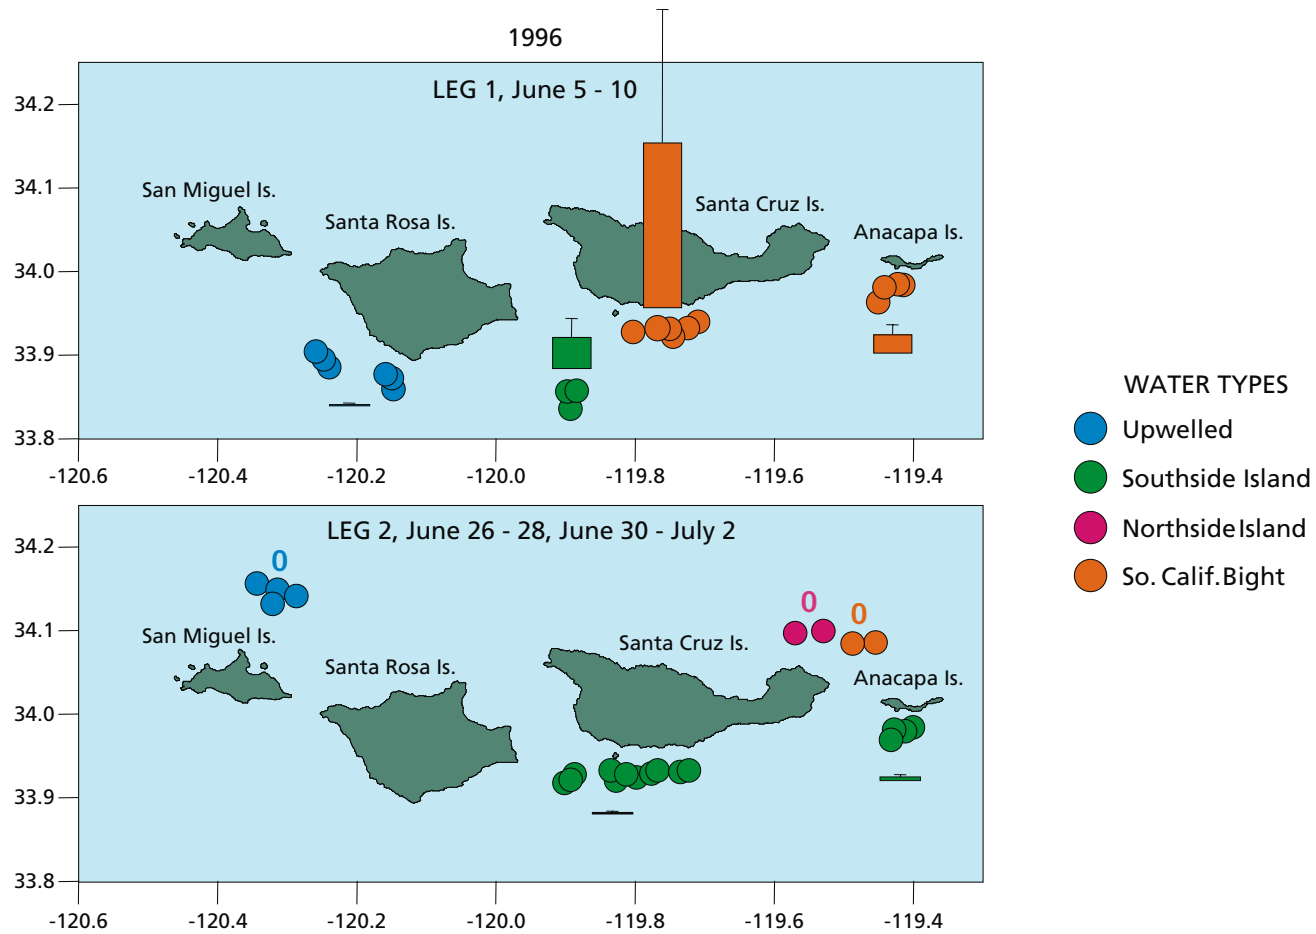 1996
LEG 1, June 5 - 10
34.2
34.1
34.0
33.9
33.8
San Miguel Is.
Santa Rosa Is.
Santa Cruz Is.
Anacapa Is.
-120.6
-120.4
-120.2
-120.0
-119.8
-119.6
-119.4
LEG 2, June 26 - 28, June 30 - July 2
34.2
34.1
34.0
33.9
33.8
0
0
0
San Miguel Is.
Santa Rosa Is.
Santa Cruz Is.
Anacapa Is.
-120.6
-120.4
-120.2
-120.0
-119.8
-119.6
-119.4
WATER TYPES
Upwelled
Southside Island
Northside Island
So. Calif. Bight